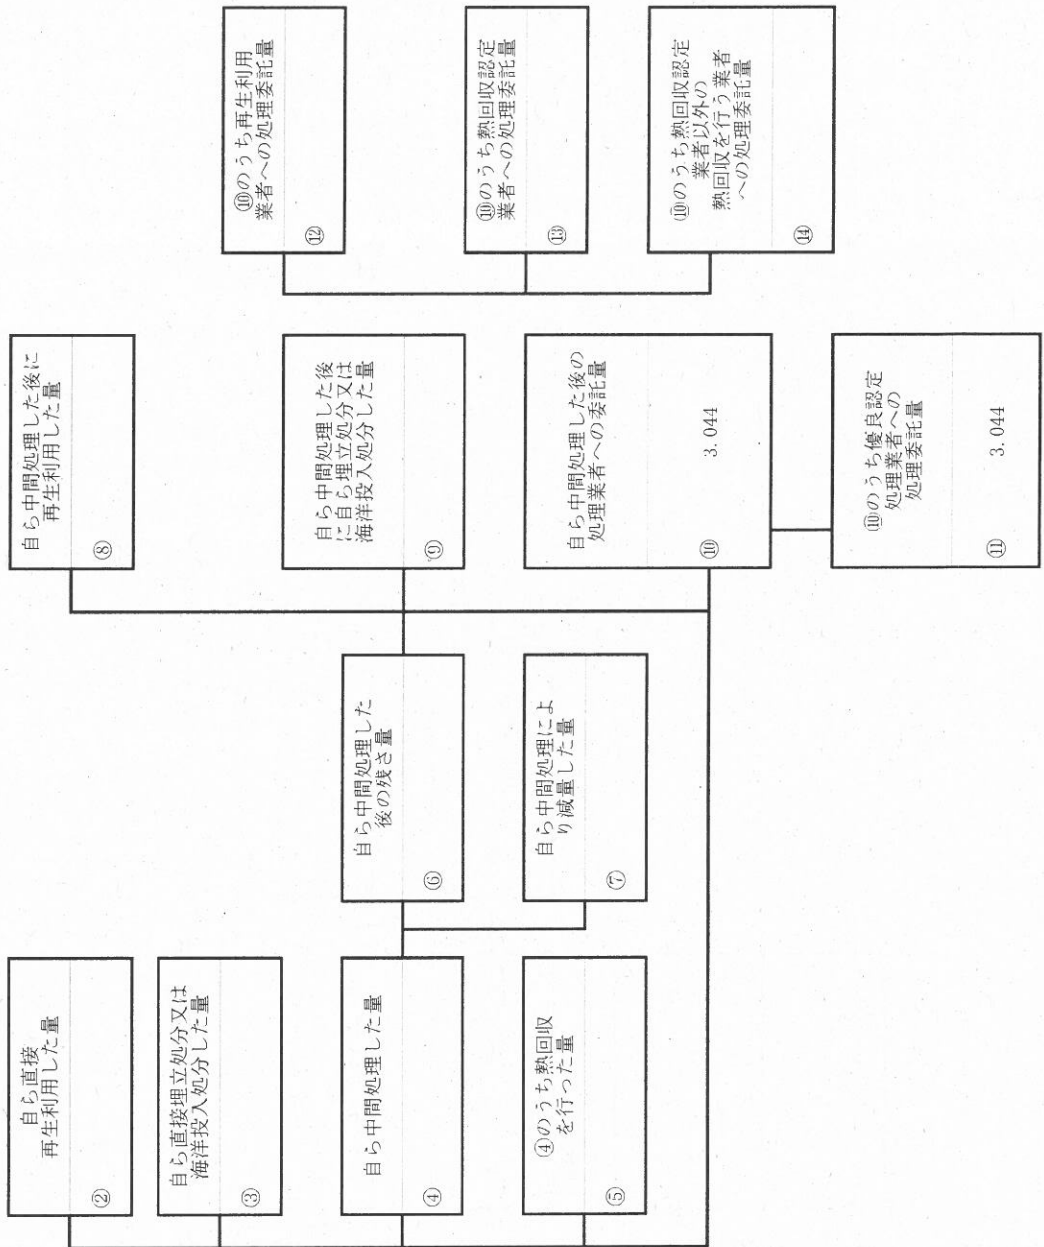 自ら直接
再生利用した量
②
自ら直接埋立処分又は
海洋投入処分した量
③
自ら中間処理した量
④
④のうち熱回収
を行った量
⑤
自ら中間処理した
後の残さ量
⑥
自ら中間処理によ
り減量した量
⑦
自ら中間処理した後に
再生利用した量
⑧
自ら中間処理した後
に自ら埋立処分又は
海洋投入処分した量
⑨
自ら中間処理した後の
処理業者への委託量
⑩ 3.044
⑩のうち優良認定
処理業者への
処理委託量
⑪ 3.044
⑩のうち再生利用
業者への処理委託量
⑫
⑩のうち熱回収認定
業者への処理委託量
⑬
⑩のうち熱回収認定
業者以外の
熱回収を行う業者
への処理委託量
⑭